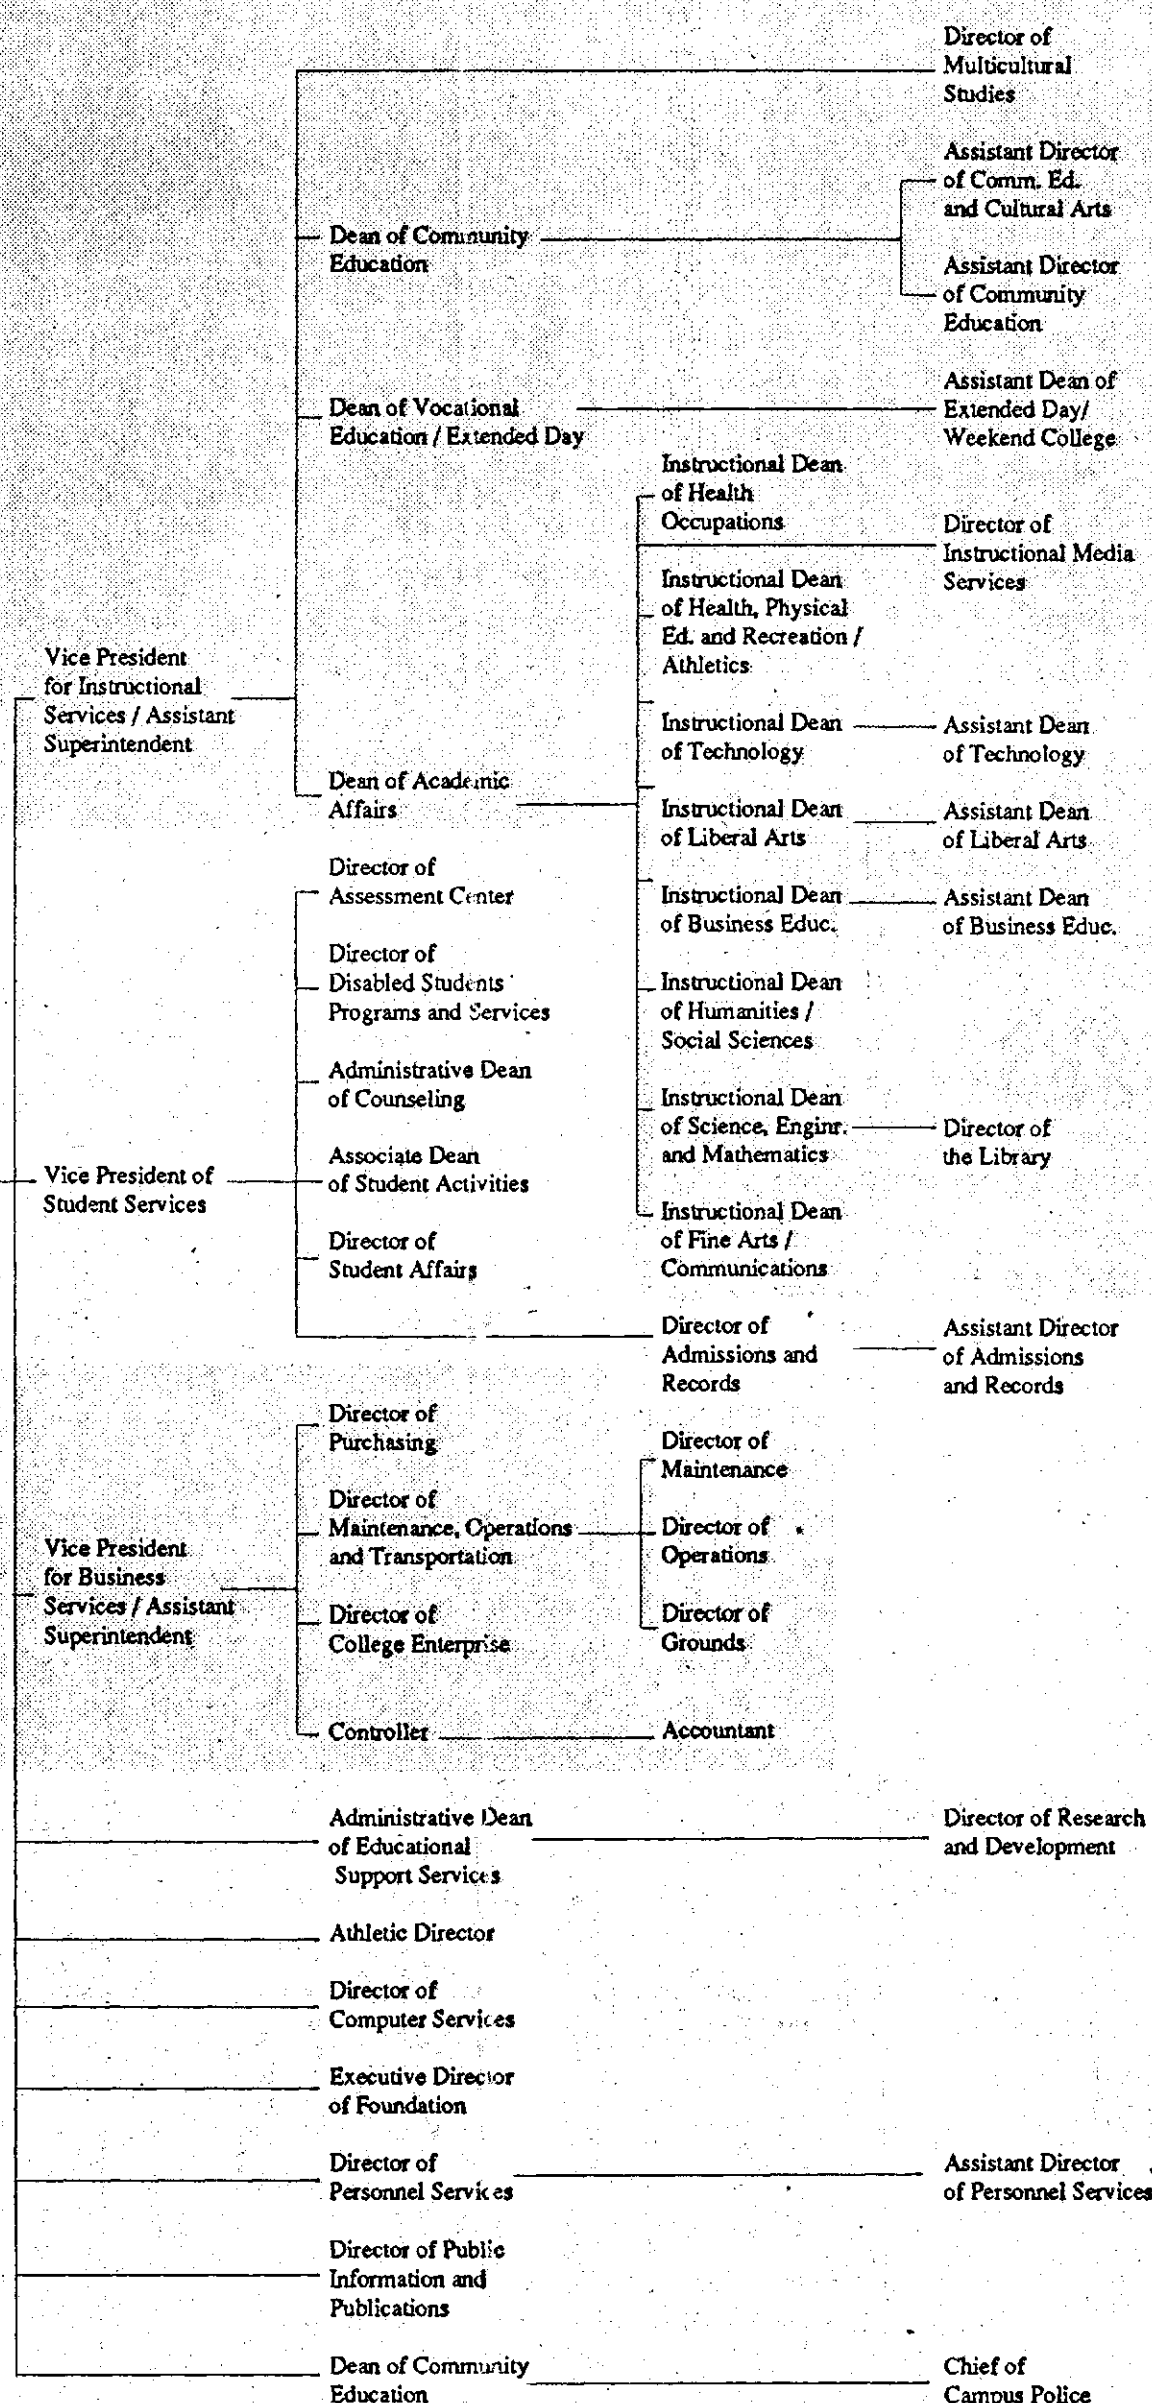 Director of
Multicultural
Studies
Assistant Director
of Comm. Ed.
and Cultural Arts
Dean of Community
Education
Assistant Director
of Community
Education
Dean of Vocational
Education / Extended Day
Assistant Dean of
Extended Day/
Weekend College
Instructional Dean
of Health
Occupations
Director of
Instructional Media
Services
Instructional Dean
of Health, Physical
Ed. and Recreation /
Athletics
Vice President
for Instructional
Services / Assistant
Superintendent
Instructional Dean
of Technology
Assistant Dean
of Technology
Dean of Academic
Affairs
Instructional Dean
of Liberal Arts
Assistant Dean
of Liberal Arts
Director of
Assessment Center
Instructional Dean
of Business Educ.
Assistant Dean
of Business Educ.
Director of
Disabled Students
Programs and Services
Instructional Dean
of Humanities /
Social Sciences
Administrative Dean
of Counseling
Instructional Dean
of Science, Enginr.
and Mathematics
Director of
the Library
Vice President of
Student Services
Associate Dean
of Student Activities
Instructional Dean
of Fine Arts /
Communications
Director of
Student Affairs
Director of
Admissions and
Records
Assistant Director
of Admissions
and Records
Director of
Purchasing
Director of
Maintenance
Director of
Maintenance, Operations
and Transportation
Director of
Operations
Vice President
for Business
Services / Assistant
Superintendent
Director of
College Enterprise
Director of
Grounds
Controller
Accountant
Administrative Dean
of Educational
Support Services
Director of Research
and Development
Athletic Director
Director of
Computer Services
Executive Director
of Foundation
Director of
Personnel Services
Assistant Director
of Personnel Services
Director of Public
Information and
Publications
Dean of Community
Education
Chief of
Campus Police